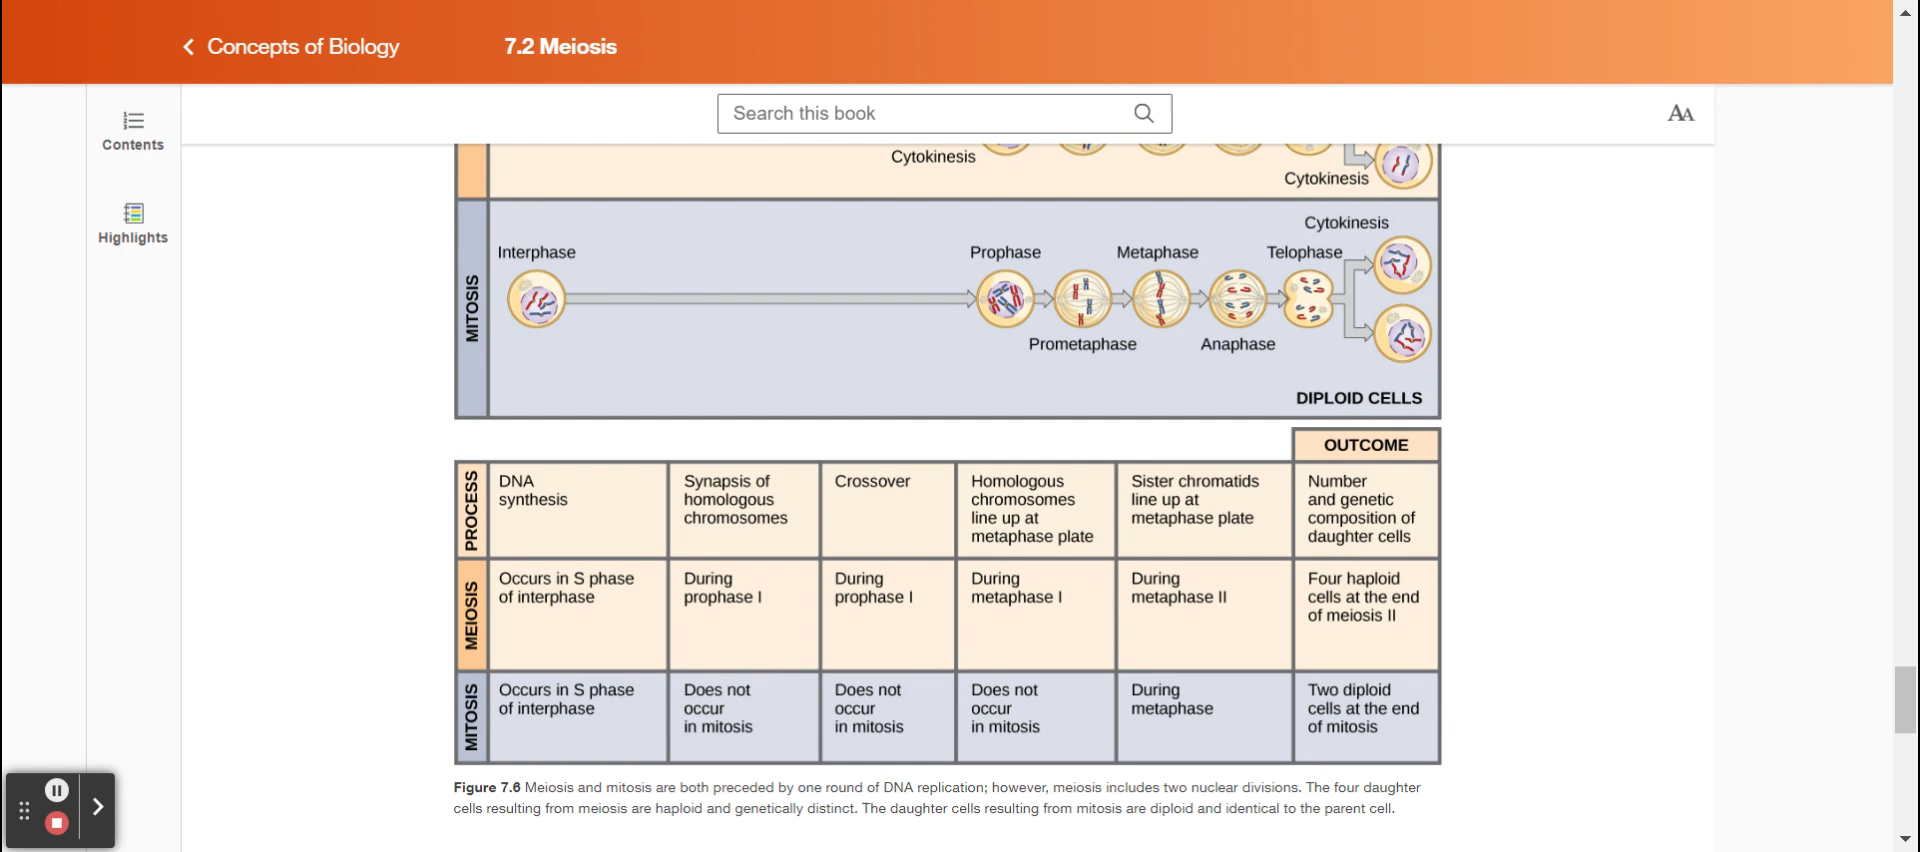 Concepts of Biology
7.2 Meiosis
Contents
Highlights
Search this book
AA
Cytokinesis
Cytokinesis
MITOSIS
Cytokinesis
Interphase
Prophase
Metaphase
Telophase
Prometaphase
Anaphase
DIPLOID CELLS
OUTCOME
PROCESS
DNA
synthesis
Synapsis of
homologous
chromosomes
Crossover
Homologous
chromosomes
line up at
metaphase plate
Sister chromatids
line up at
metaphase plate
Number
and genetic
composition of
daughter cells
MEIOSIS
Occurs in S phase
of interphase
During
prophase I
During
prophase I
During
metaphase I
During
metaphase II
Four haploid
cells at the end
of meiosis II
MITOSIS
Occurs in S phase
of interphase
Does not
occur
in mitosis
Does not
occur
in mitosis
Does not
occur
in mitosis
During
metaphase
Two diploid
cells at the end
of mitosis
Figure 7.6 Meiosis and mitosis are both preceded by one round of DNA replication; however, meiosis includes two nuclear divisions. The four daughter
cells resulting from meiosis are haploid and genetically distinct. The daughter cells resulting from mitosis are diploid and identical to the parent cell.